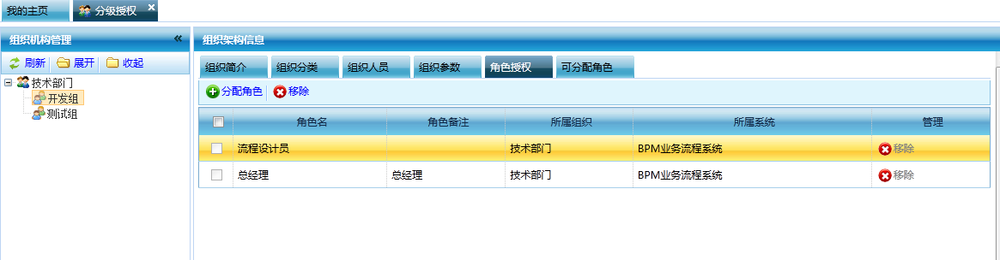 我的主页 分级授权
组织机构管理 组织架构信息
组织简介 组织分类 组织人员 组织参数 角色授权 可分配角色
刷新 展开 收起
技术部门
开发组
测试组
分配角色 移除
角色名 角色备注 所属组织 所属系统 管理
流程设计员 技术部门 BPM业务流程系统 移除
总经理 总经理 技术部门 BPM业务流程系统 移除